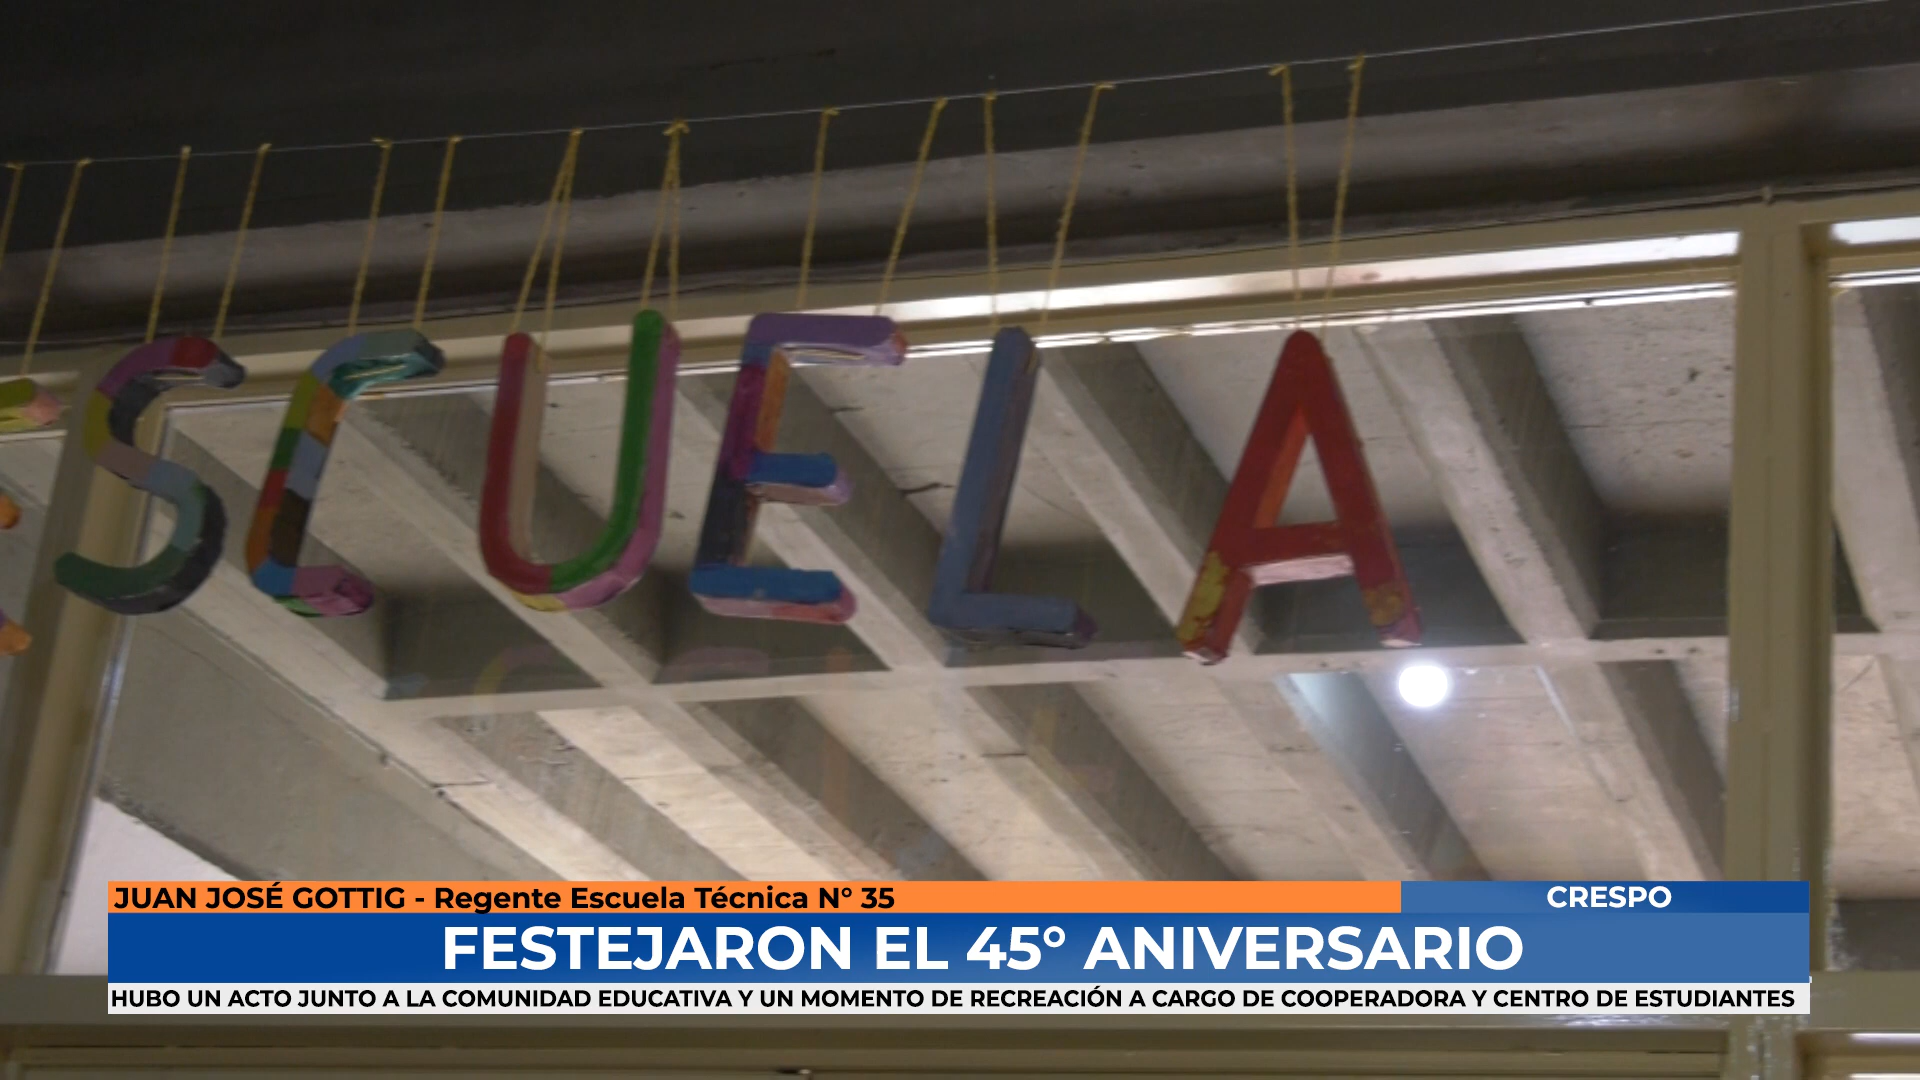 SCUELA
JUAN JOSÉ GOTTIG - Regente Escuela Técnica N° 35
CRESPO
FESTEJARON EL 45° ANIVERSARIO
HUBO UN ACTO JUNTO A LA COMUNIDAD EDUCATIVA Y UN MOMENTO DE RECREACIÓN A CARGO DE COOPERADORA Y CENTRO DE ESTUDIANTES